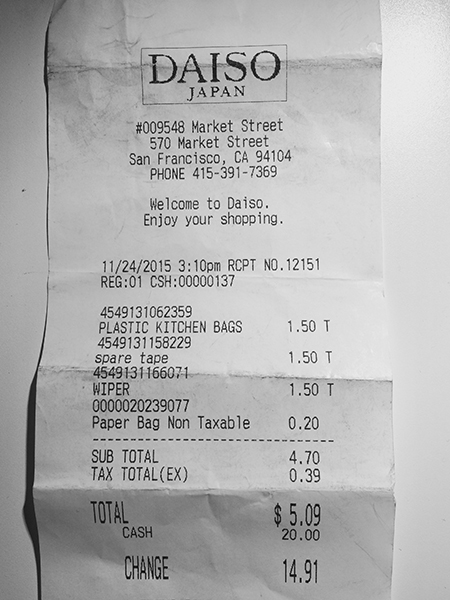 DAISO
JAPAN
#009548 Market Street
570 Market Street
San Francisco, CA 94104
PHONE 415-391-7369
Welcome to Daiso.
Enjoy your shopping.
11/24/2015 3:10pm RCPT NO.12151
REG:01 CSH:00000137
4549131062359
PLASTIC KITCHEN BAGS 1.50 T
4549131158229
spare tape 1.50 T
4549131166071
WIPER 1.50 T
0000020239077
Paper Bag Non Taxable 0.20
SUB TOTAL 4.70
TAX TOTAL(EX) 0.39
TOTAL $ 5.09
CASH 20.00
CHANGE 14.91